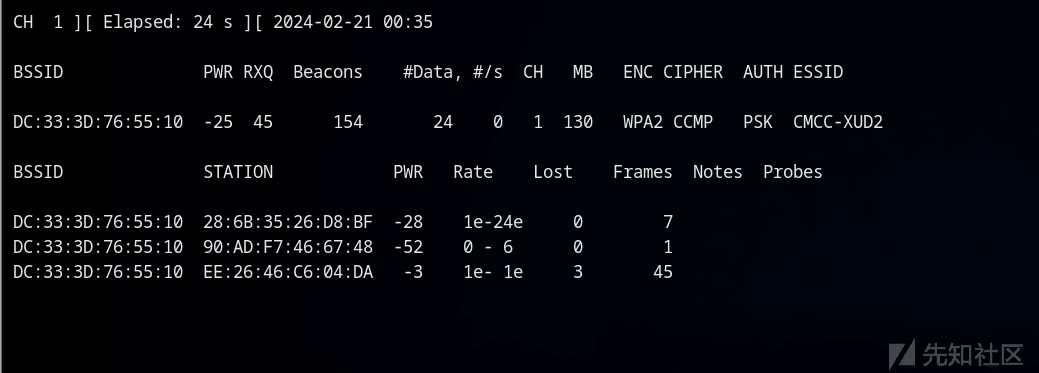 CH  1 ][ Elapsed: 24 s ][ 2024-02-21 00:35
BSSID              PWR RXQ  Beacons    #Data, #/s  CH   MB   ENC CIPHER  AUTH ESSID
DC:33:3D:76:55:10  -25  45      154       24    0   1  130   WPA2 CCMP   PSK  CMCC-XUD2
BSSID              STATION            PWR   Rate    Lost    Frames  Notes  Probes
DC:33:3D:76:55:10  28:6B:35:26:D8:BF  -28    1e-24e     0        7
DC:33:3D:76:55:10  90:AD:F7:46:67:48  -52    0 - 6      0        1
DC:33:3D:76:55:10  EE:26:46:C6:04:DA   -3    1e- 1e     3       45
先知社区